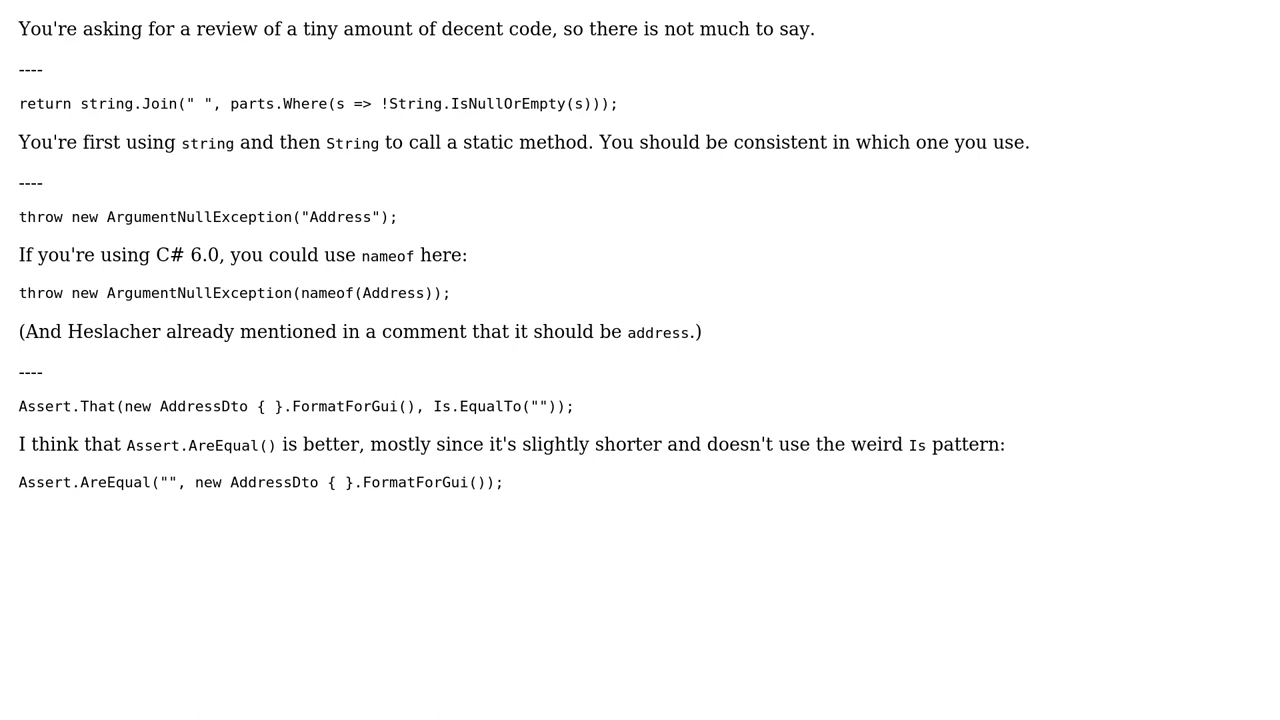 You're asking for a review of a tiny amount of decent code, so there is not much to say.
----
return string.Join(" ", parts.Where(s => !String.IsNullOrEmpty(s)));
You're first using string and then String to call a static method. You should be consistent in which one you use.
----
throw new ArgumentNullException("Address");
If you're using C# 6.0, you could use nameof here:
throw new ArgumentNullException(nameof(Address));
(And Heslacher already mentioned in a comment that it should be address.)
----
Assert.That(new AddressDto { }.FormatForGui(), Is.EqualTo(""));
I think that Assert.AreEqual() is better, mostly since it's slightly shorter and doesn't use the weird Is pattern:
Assert.AreEqual("", new AddressDto { }.FormatForGui());